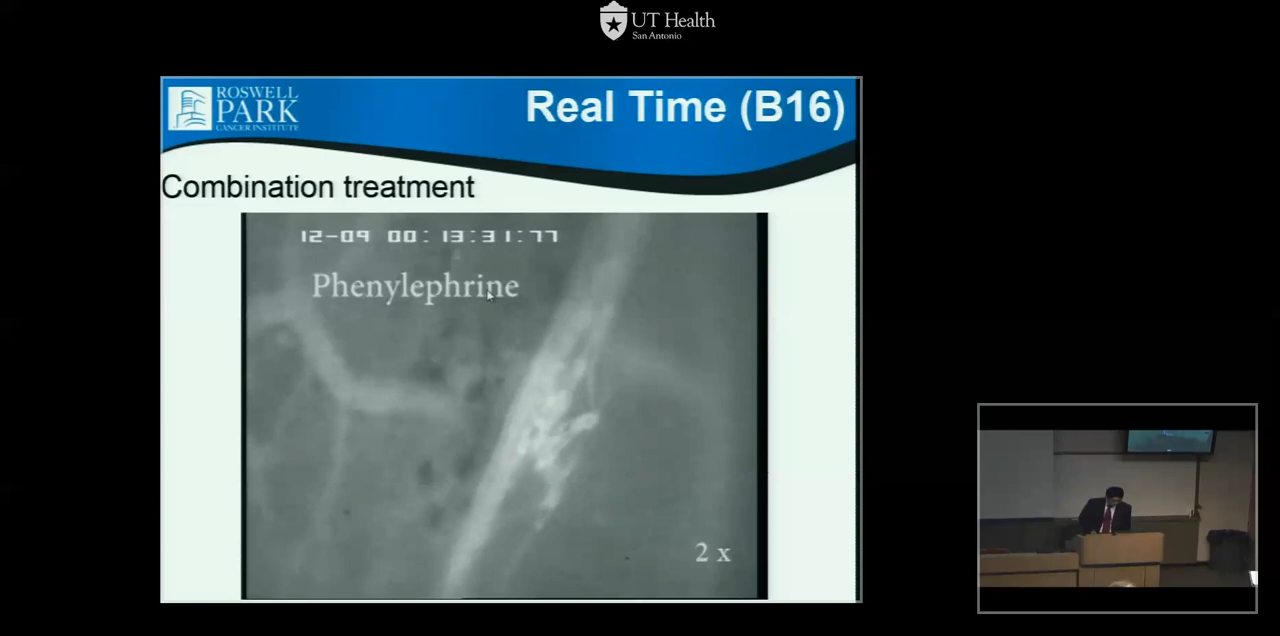 UT Health
San Antonio
ROSWELL
PARK
CANCER INSTITUTE
Real Time (B16)
Combination treatment
12-09 00:13:31:77
Phenylephrine
2 x